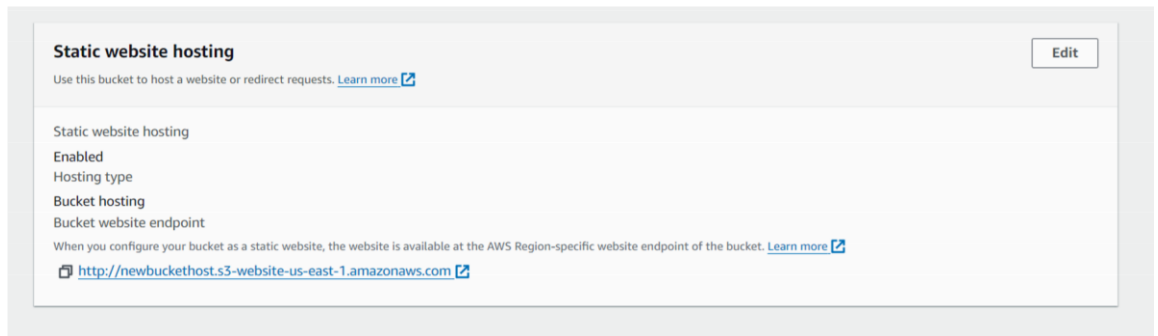 Static website hosting
Edit
Use this bucket to host a website or redirect requests. Learn more
Static website hosting
Enabled
Hosting type
Bucket hosting
Bucket website endpoint
When you configure your bucket as a static website, the website is available at the AWS Region-specific website endpoint of the bucket. Learn more
http://newbuckethost.s3-website-us-east-1.amazonaws.com